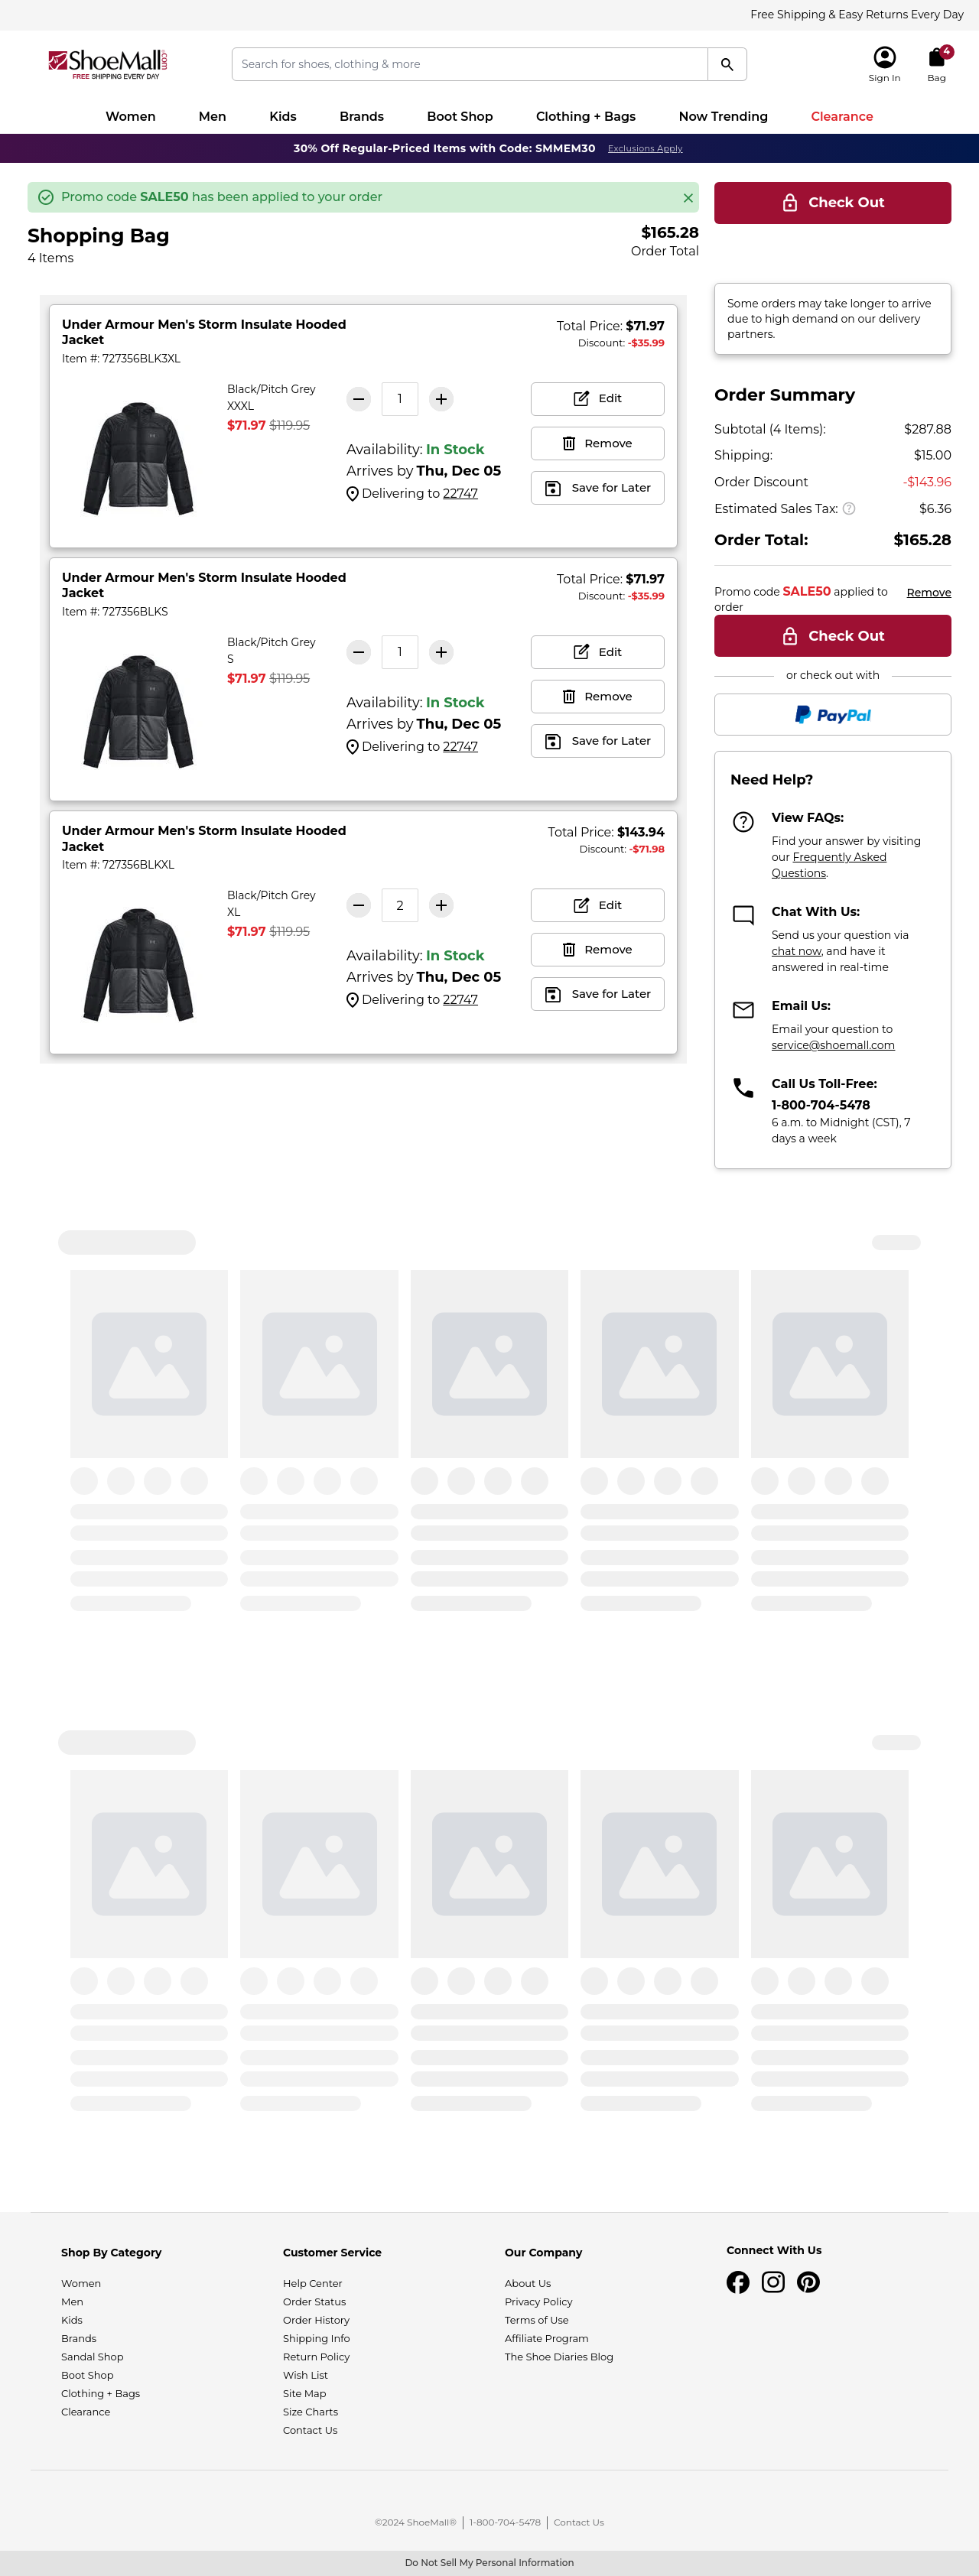 Free Shipping & Easy Returns Every Day
ShoeMall.com
FREE SHIPPING EVERY DAY
Search for shoes, clothing & more
Sign In
4
Bag
Women Men Kids Brands Boot Shop Clothing + Bags Now Trending Clearance
30% Off Regular-Priced Items with Code: SMMEM30 Exclusions Apply
Promo code SALE50 has been applied to your order
Shopping Bag
4 Items
$165.28
Order Total
Under Armour Men's Storm Insulate Hooded
Jacket
Item #: 727356BLK3XL
Total Price: $71.97
Discount: -$35.99
Black/Pitch Grey
XXXL
$71.97 $119.95
1
Availability: In Stock
Arrives by Thu, Dec 05
Delivering to 22747
Edit
Remove
Save for Later
Under Armour Men's Storm Insulate Hooded
Jacket
Item #: 727356BLKS
Total Price: $71.97
Discount: -$35.99
Black/Pitch Grey
S
$71.97 $119.95
1
Availability: In Stock
Arrives by Thu, Dec 05
Delivering to 22747
Edit
Remove
Save for Later
Under Armour Men's Storm Insulate Hooded
Jacket
Item #: 727356BLKXL
Total Price: $143.94
Discount: -$71.98
Black/Pitch Grey
XL
$71.97 $119.95
2
Availability: In Stock
Arrives by Thu, Dec 05
Delivering to 22747
Edit
Remove
Save for Later
Check Out
Some orders may take longer to arrive
due to high demand on our delivery
partners.
Order Summary
Subtotal (4 Items): $287.88
Shipping: $15.00
Order Discount -$143.96
Estimated Sales Tax: $6.36
Order Total: $165.28
Promo code SALE50 applied to
order
Remove
Check Out
or check out with
PayPal
Need Help?
View FAQs:
Find your answer by visiting
our Frequently Asked
Questions.
Chat With Us:
Send us your question via
chat now, and have it
answered in real-time
Email Us:
Email your question to
service@shoemall.com
Call Us Toll-Free:
1-800-704-5478
6 a.m. to Midnight (CST), 7
days a week
Shop By Category
Women
Men
Kids
Brands
Sandal Shop
Boot Shop
Clothing + Bags
Clearance
Customer Service
Help Center
Order Status
Order History
Shipping Info
Return Policy
Wish List
Site Map
Size Charts
Contact Us
Our Company
About Us
Privacy Policy
Terms of Use
Affiliate Program
The Shoe Diaries Blog
Connect With Us
©2024 ShoeMall® | 1-800-704-5478 | Contact Us
Do Not Sell My Personal Information